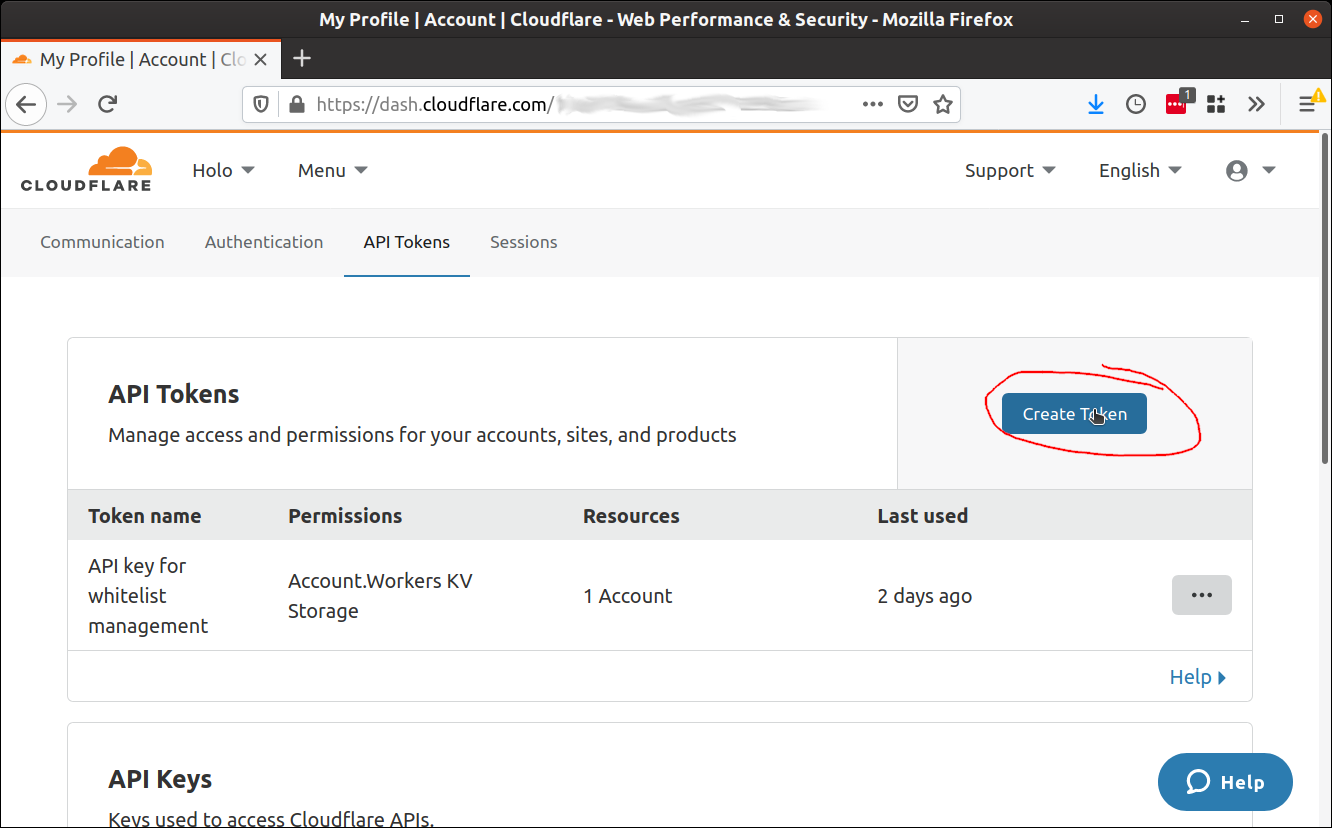 My Profile | Account | Cloudflare - Web Performance & Security - Mozilla Firefox
My Profile | Account | Clo
https://dash.cloudflare.com/
1
CLOUDFLARE
Holo
Menu
Support
English
Communication
Authentication
API Tokens
Sessions
API Tokens
Manage access and permissions for your accounts, sites, and products
Create Token
Token name Permissions Resources Last used
API key for
whitelist
management
Account.Workers KV
Storage
1 Account
2 days ago
Help
API Keys
Keys used to access Cloudflare APIs.
Help